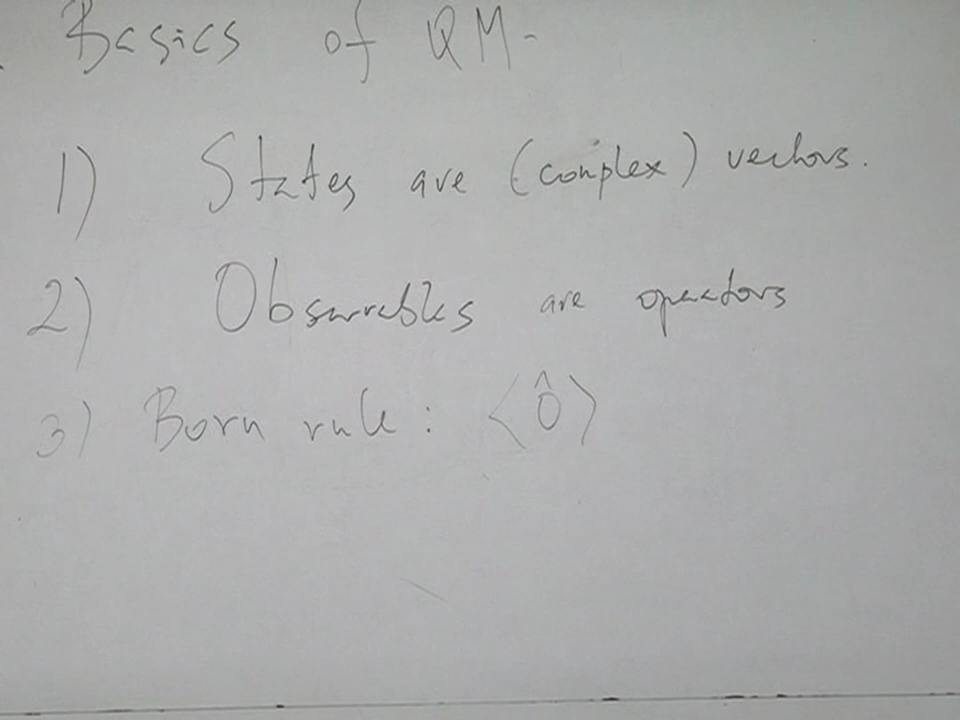 Basics of QM-
1) States are (complex) vectors.
2) Observables are operators
3) Born rule: ⟨Ô⟩